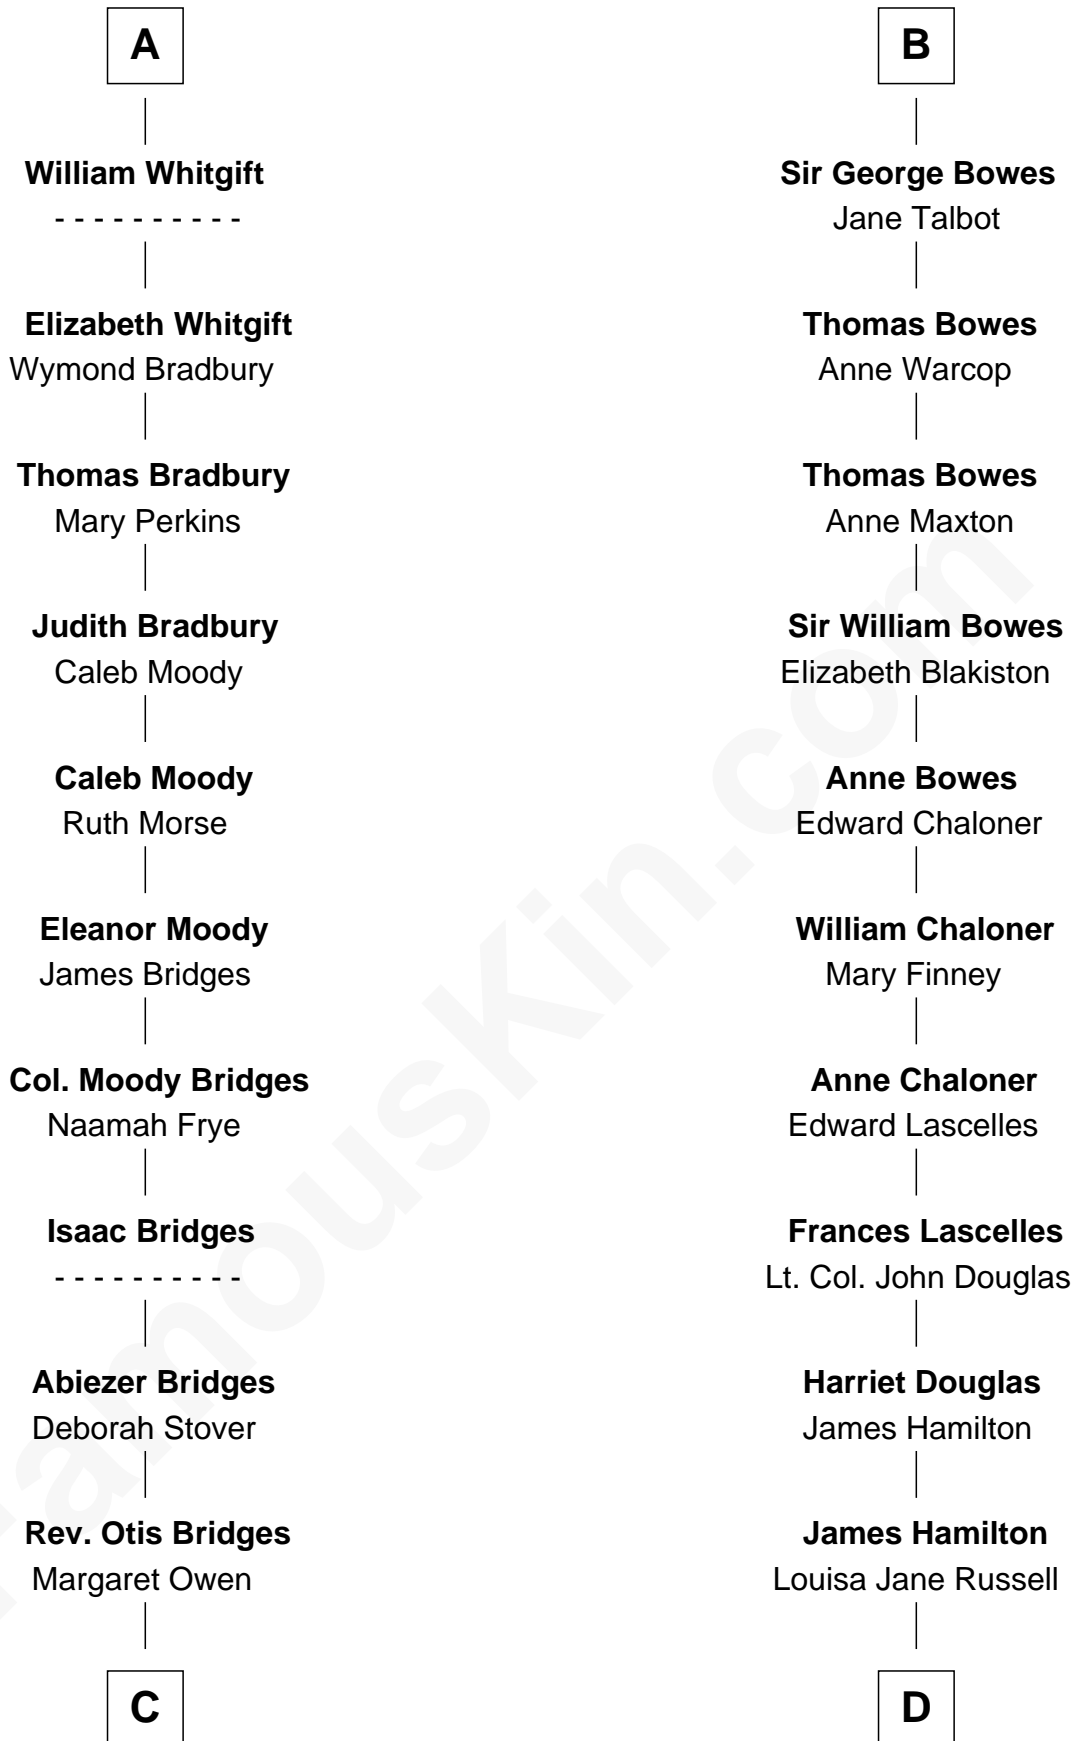 A
William Whitgift
- - - - - - - - - -
Elizabeth Whitgift
Wymond Bradbury
Thomas Bradbury
Mary Perkins
Judith Bradbury
Caleb Moody
Caleb Moody
Ruth Morse
Eleanor Moody
James Bridges
Col. Moody Bridges
Naamah Frye
Isaac Bridges
- - - - - - - - - -
Abiezer Bridges
Deborah Stover
Rev. Otis Bridges
Margaret Owen
C
B
Sir George Bowes
Jane Talbot
Thomas Bowes
Anne Warcop
Thomas Bowes
Anne Maxton
Sir William Bowes
Elizabeth Blakiston
Anne Bowes
Edward Chaloner
William Chaloner
Mary Finney
Anne Chaloner
Edward Lascelles
Frances Lascelles
Lt. Col. John Douglas
Harriet Douglas
James Hamilton
James Hamilton
Louisa Jane Russell
D
FamousKin.com